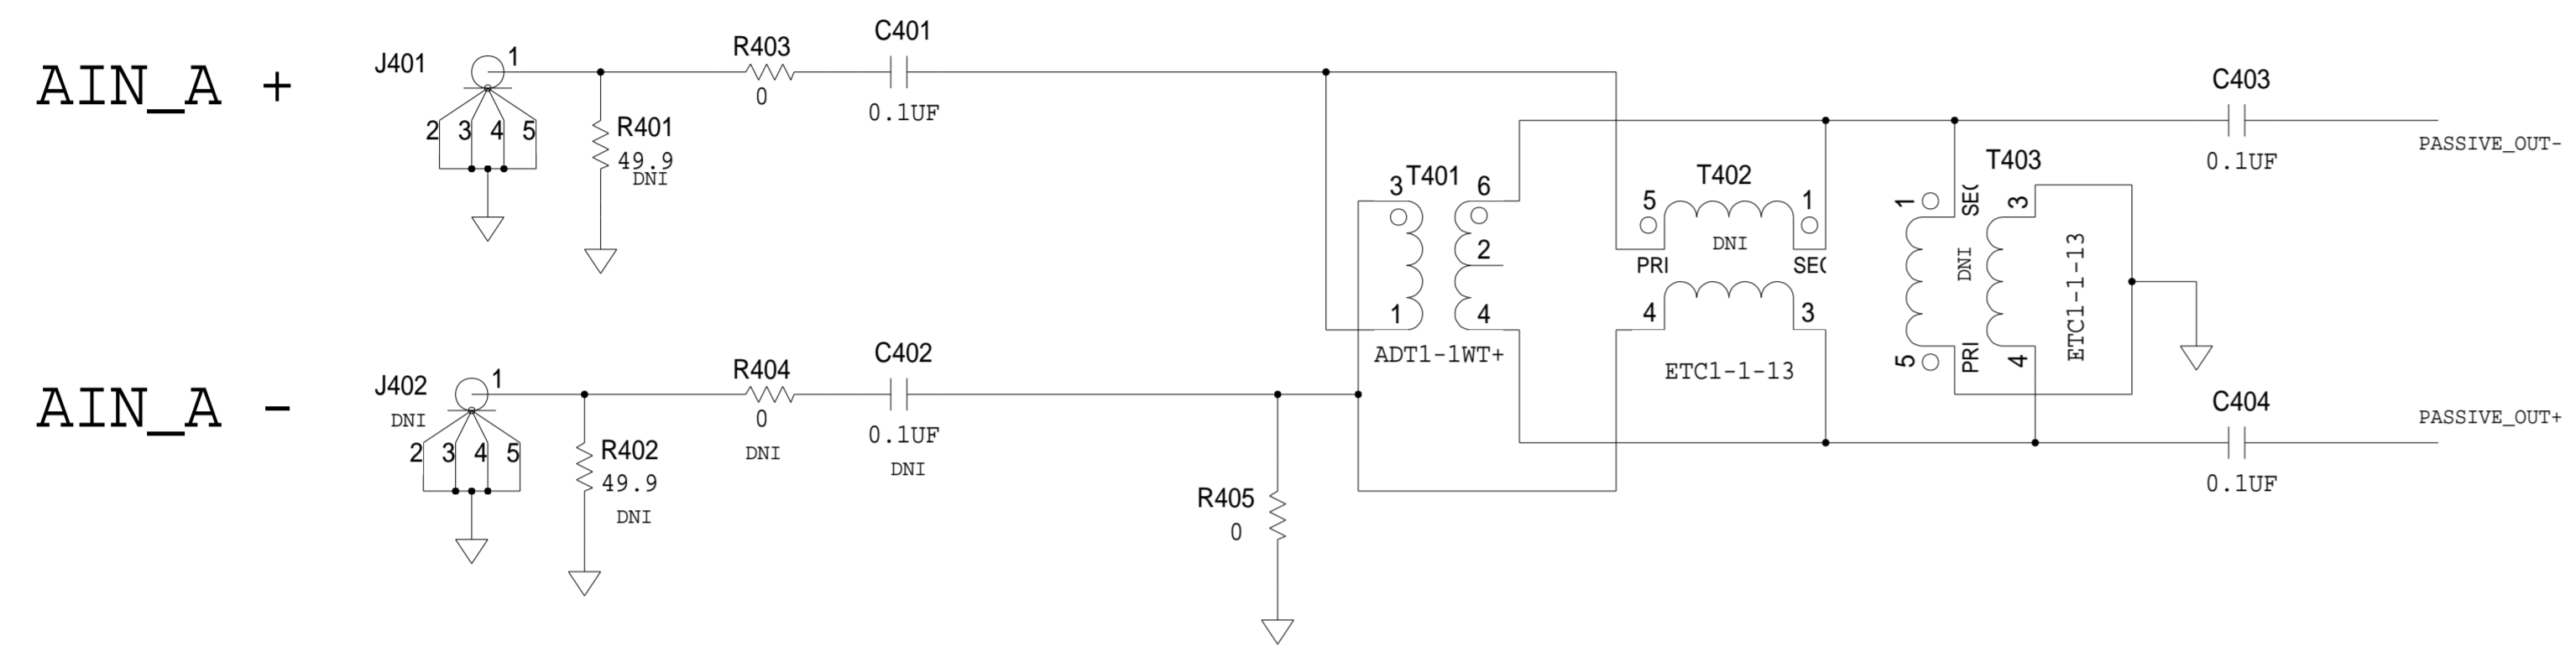 AIN_A +
J401
1
2 3 4 5
R401
49.9
DNI
R403
0
C401
0.1UF
AIN_A -
J402
DNI
1
2 3 4 5
R402
49.9
DNI
R404
0
DNI
C402
0.1UF
DNI
R405
0
T401
3 6
2
1 4
ADT1-1WT+
T402
5 1
DNI
PRI SEC
4 3
ETC1-1-13
T403
1 SEC 3
DNI
5 PRI 4
ETC1-1-13
C403
0.1UF
PASSIVE_OUT-
C404
0.1UF
PASSIVE_OUT+